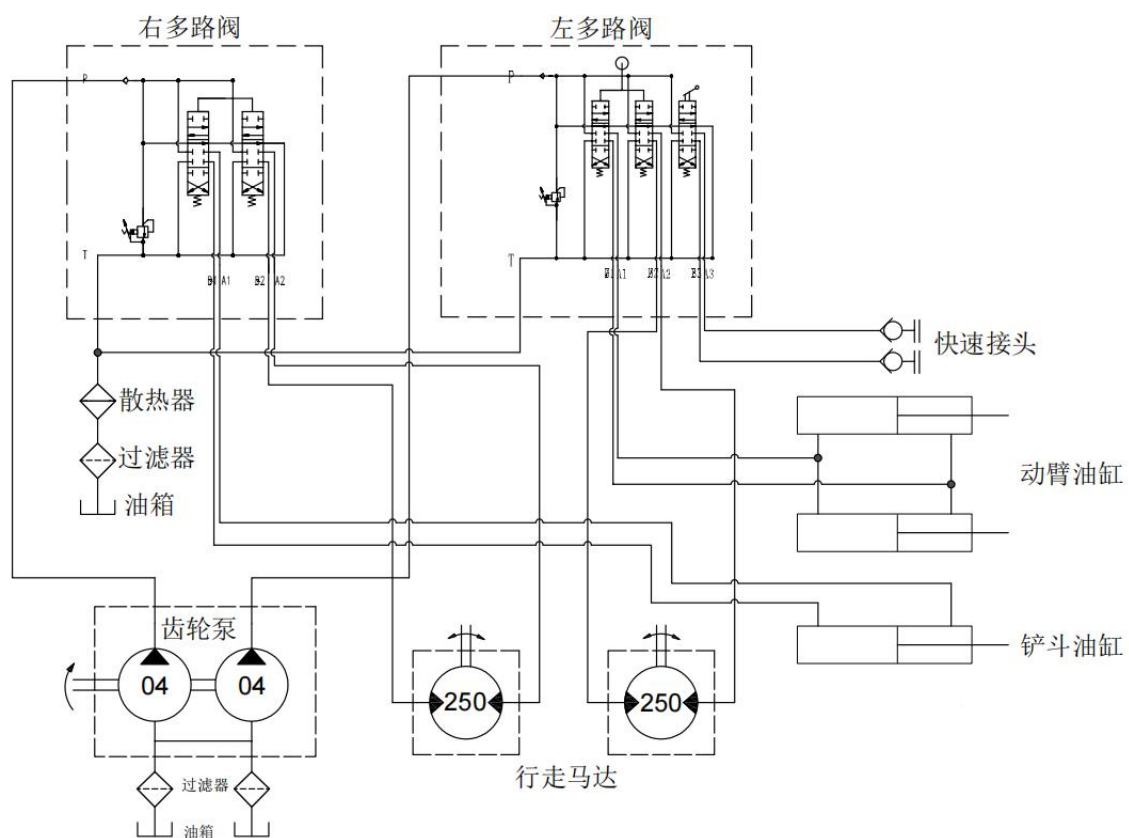 右多路阀
左多路阀
P
P
T
T
A1
B2 A2
A1
A2
A3
快速接头
散热器
过滤器
油箱
动臂油缸
齿轮泵
04
04
250
250
铲斗油缸
行走马达
过滤器
油箱